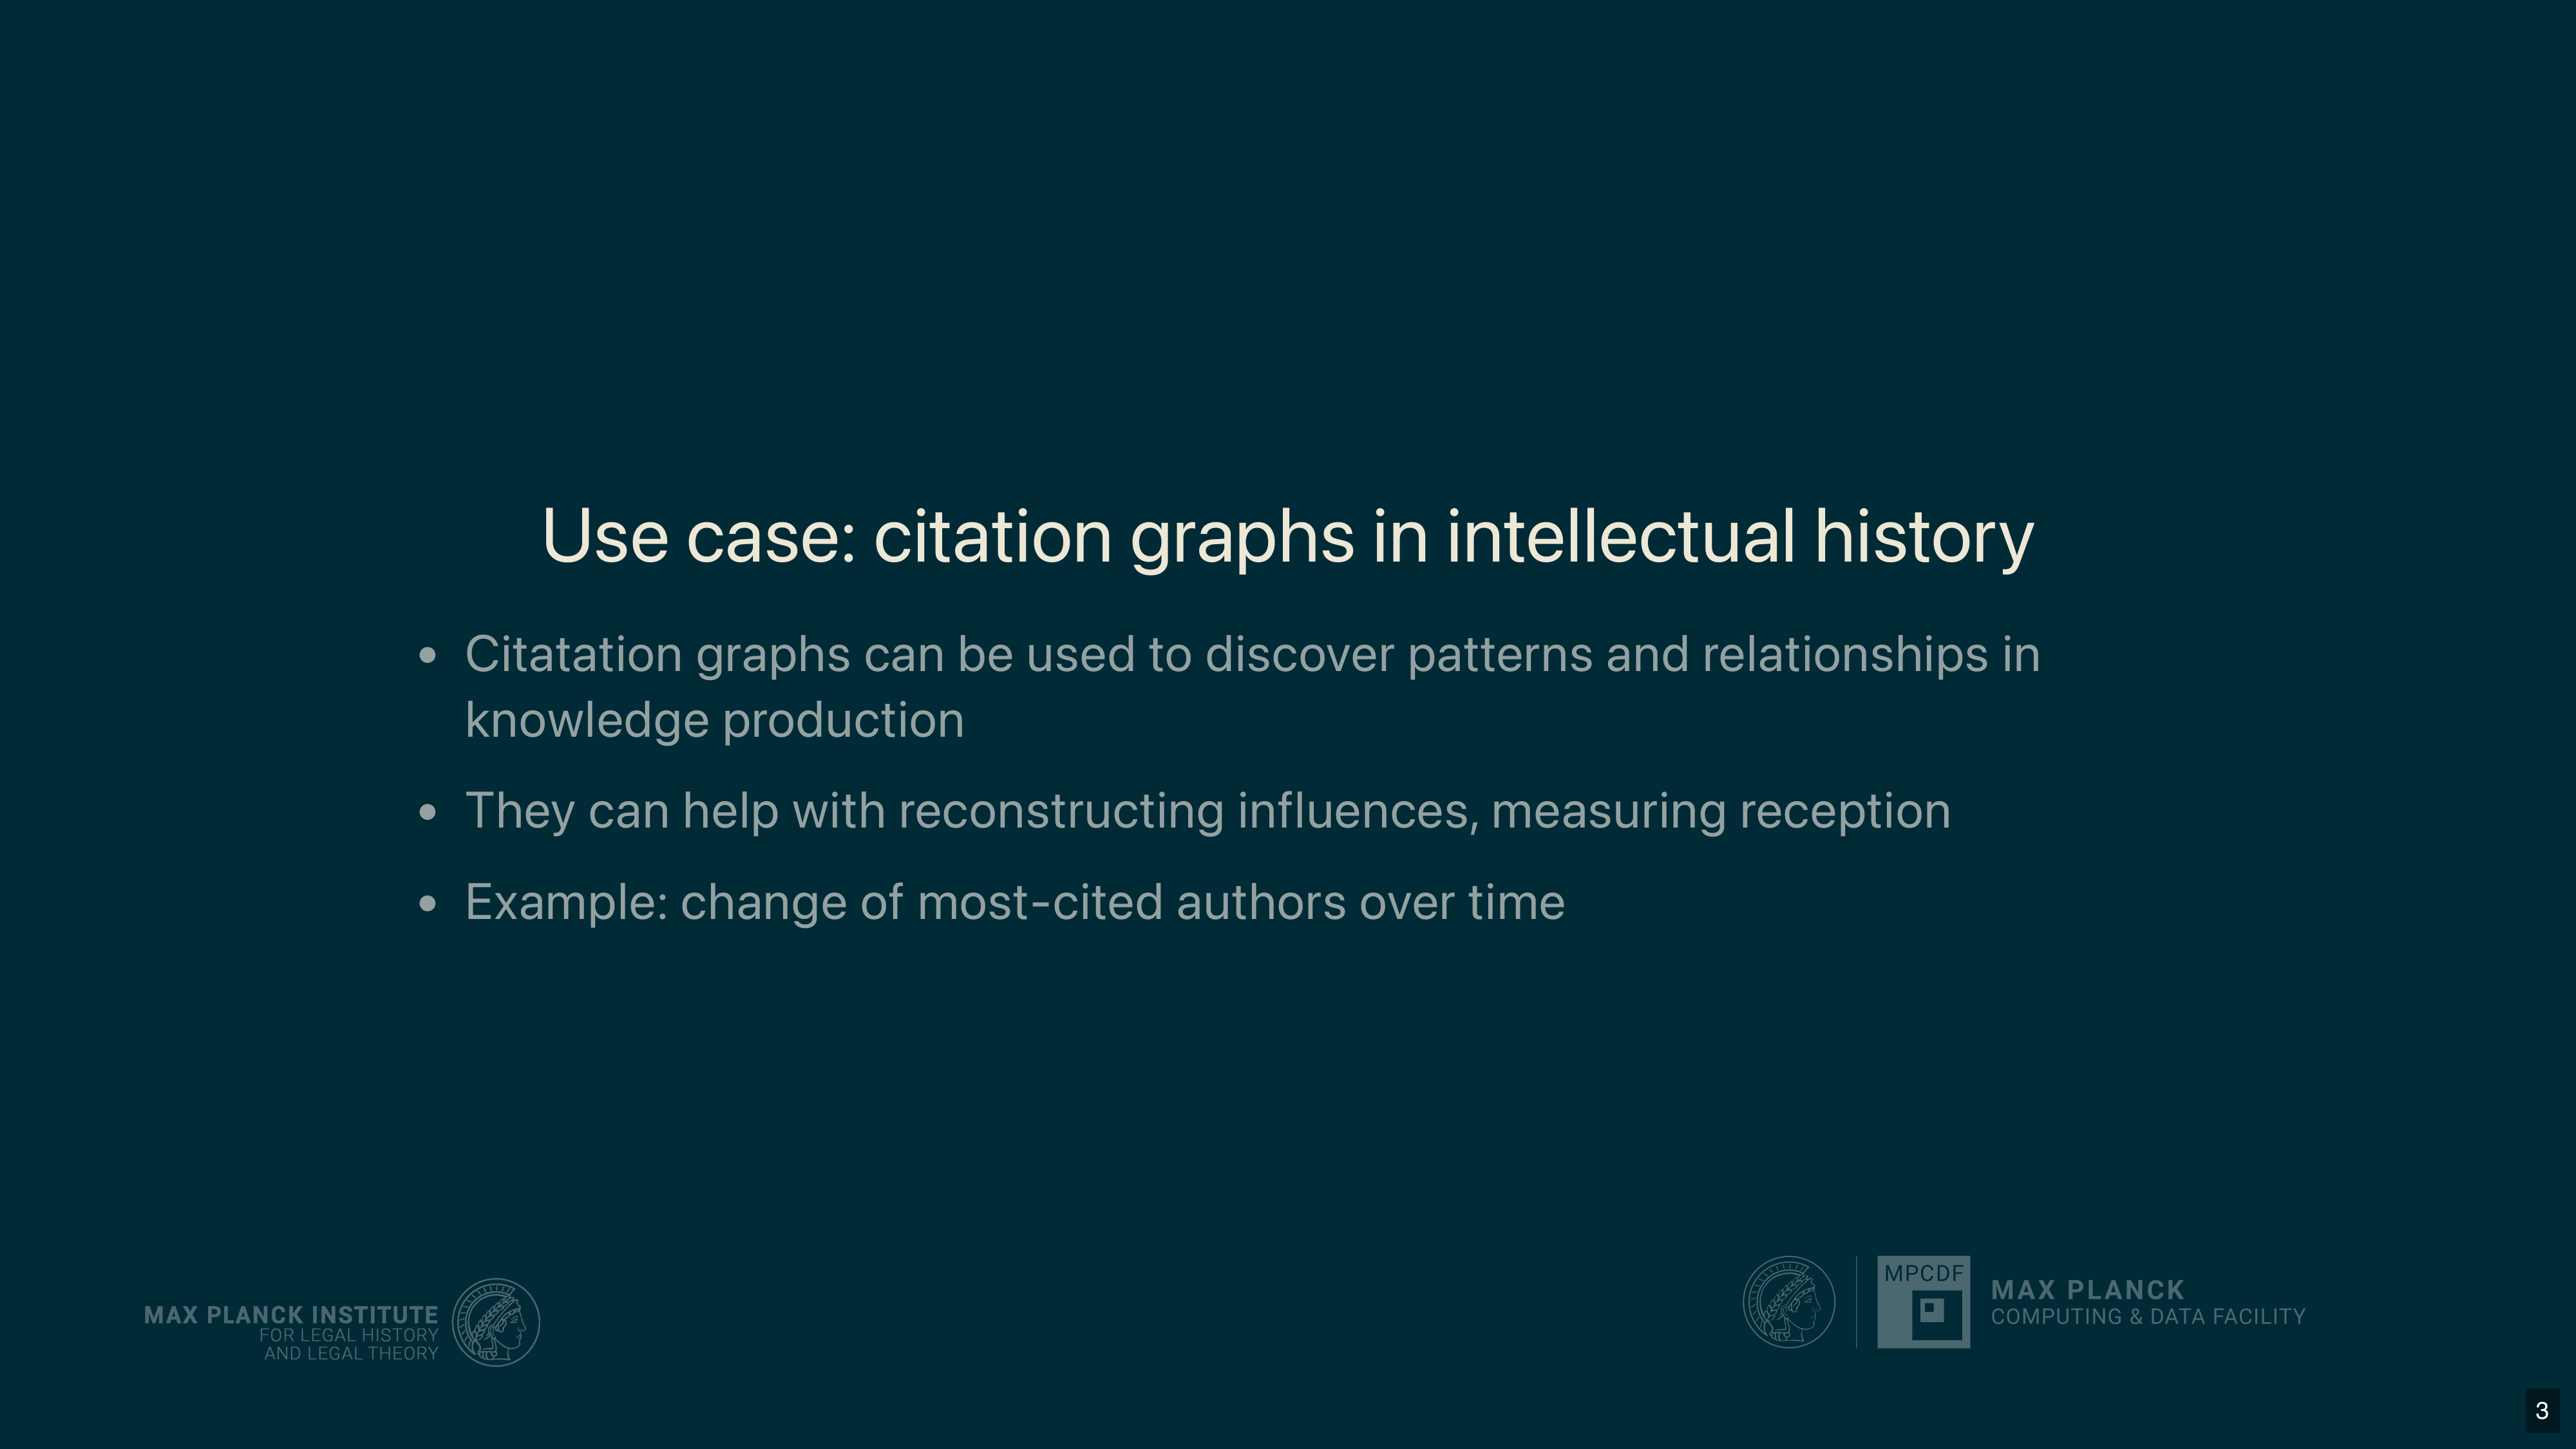 Use case: citation graphs in intellectual history
• Citatation graphs can be used to discover patterns and relationships in
knowledge production
• They can help with reconstructing influences, measuring reception
• Example: change of most-cited authors over time
MAX PLANCK INSTITUTE
FOR LEGAL HISTORY
AND LEGAL THEORY
MPCDF
MAX PLANCK
COMPUTING & DATA FACILITY
3